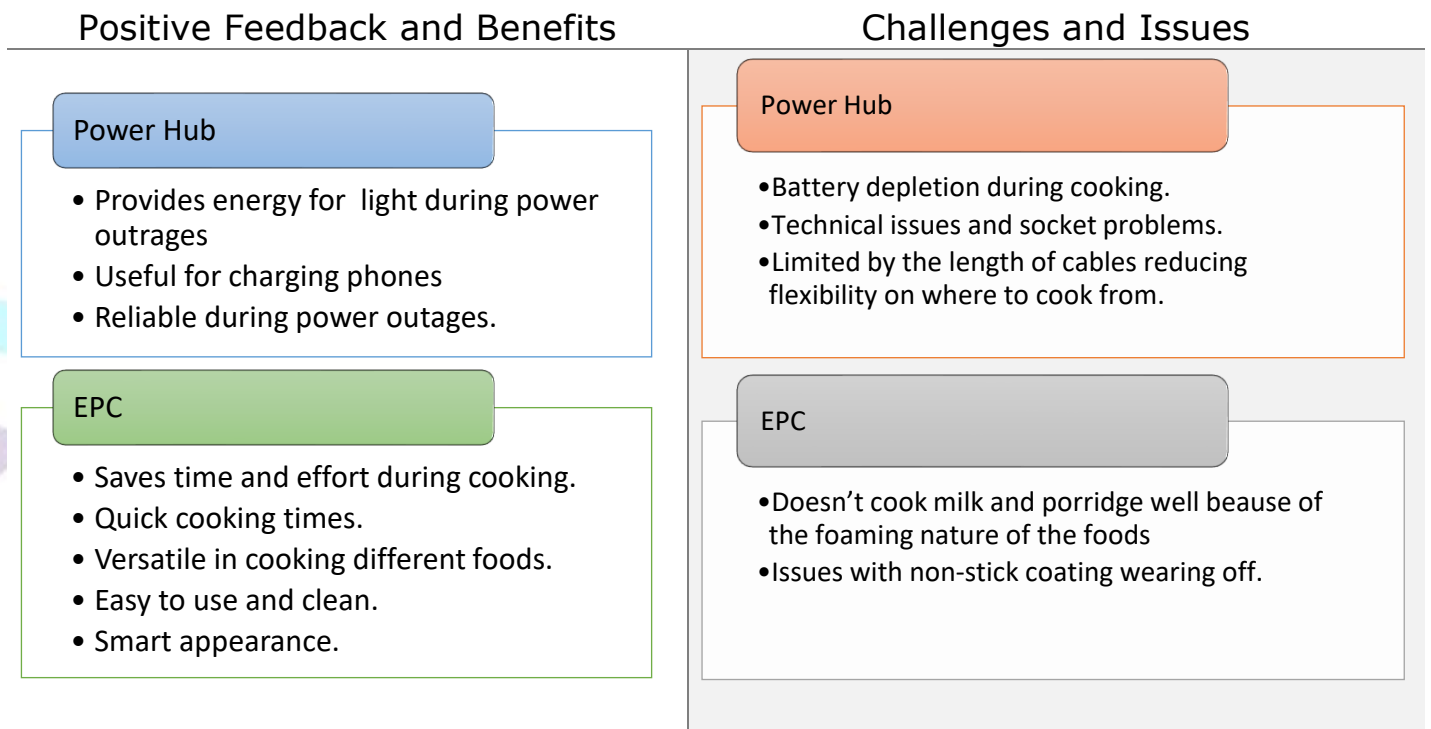 Positive Feedback and Benefits
Power Hub
• Provides energy for light during power
outrages
• Useful for charging phones
• Reliable during power outages.
EPC
• Saves time and effort during cooking.
• Quick cooking times.
• Versatile in cooking different foods.
• Easy to use and clean.
• Smart appearance.
Challenges and Issues
Power Hub
•Battery depletion during cooking.
•Technical issues and socket problems.
•Limited by the length of cables reducing
flexibility on where to cook from.
EPC
•Doesn’t cook milk and porridge well beause of
the foaming nature of the foods
•Issues with non-stick coating wearing off.